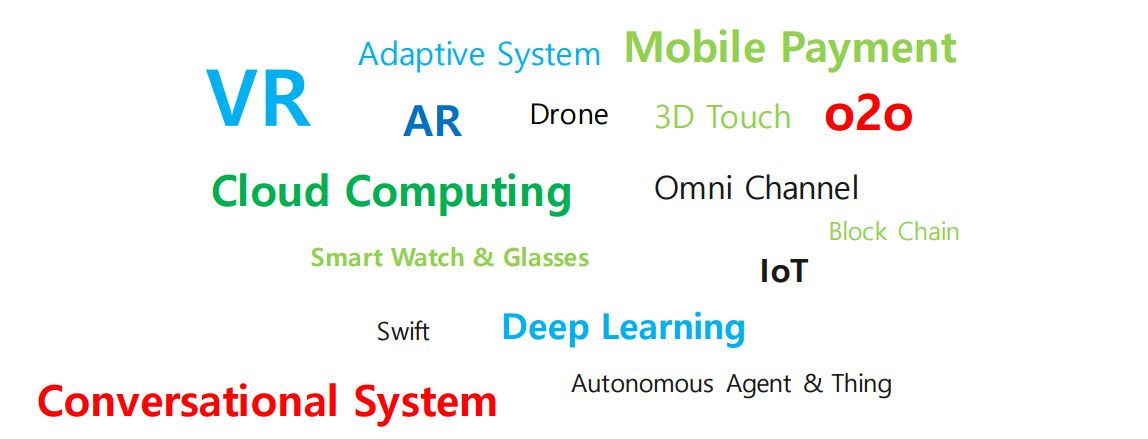 Adaptive System
Mobile Payment
VR
AR
Drone
3D Touch
o2o
Cloud Computing
Omni Channel
Block Chain
Smart Watch & Glasses
IoT
Swift
Deep Learning
Autonomous Agent & Thing
Conversational System